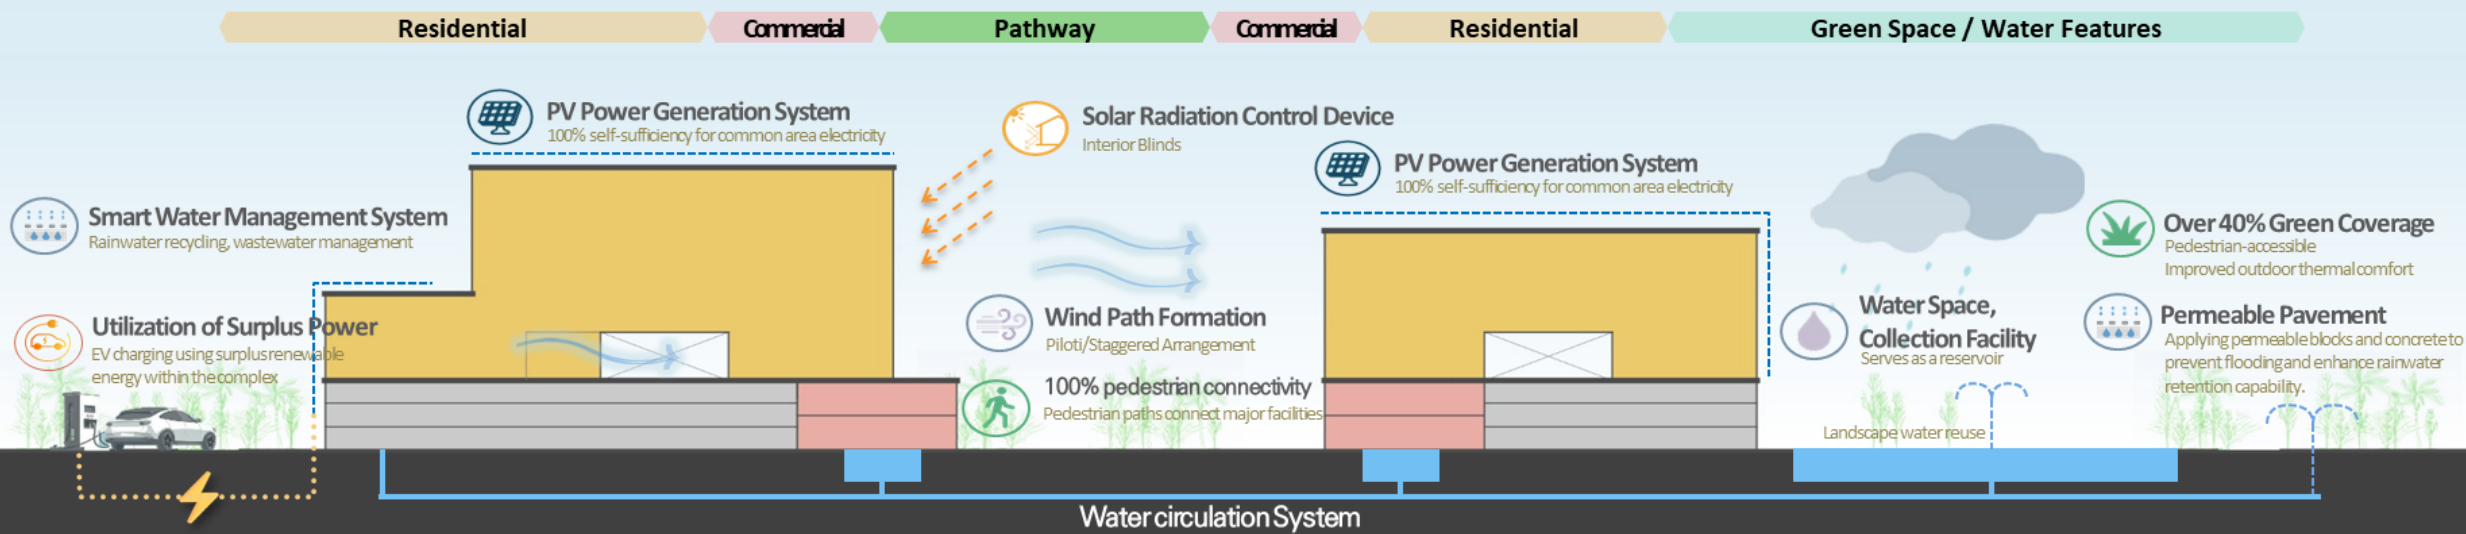 Residential
Commercial
Pathway
Commercial
Residential
Green Space / Water Features
PV Power Generation System
100% self-sufficiency for common area electricity
Solar Radiation Control Device
Interior Blinds
PV Power Generation System
100% self-sufficiency for common area electricity
Smart Water Management System
Rainwater recycling, wastewater management
Over 40% Green Coverage
Pedestrian-accessible
Improved outdoor thermal comfort
Utilization of Surplus Power
EV charging using surplus renewable
energy within the complex
Wind Path Formation
Piloti/Staggered Arrangement
100% pedestrian connectivity
Pedestrian paths connect major facilities
Water Space,
Collection Facility
Serves as a reservoir
Permeable Pavement
Applying permeable blocks and concrete to
prevent flooding and enhance rainwater
retention capability.
Landscape water reuse
Water circulation System